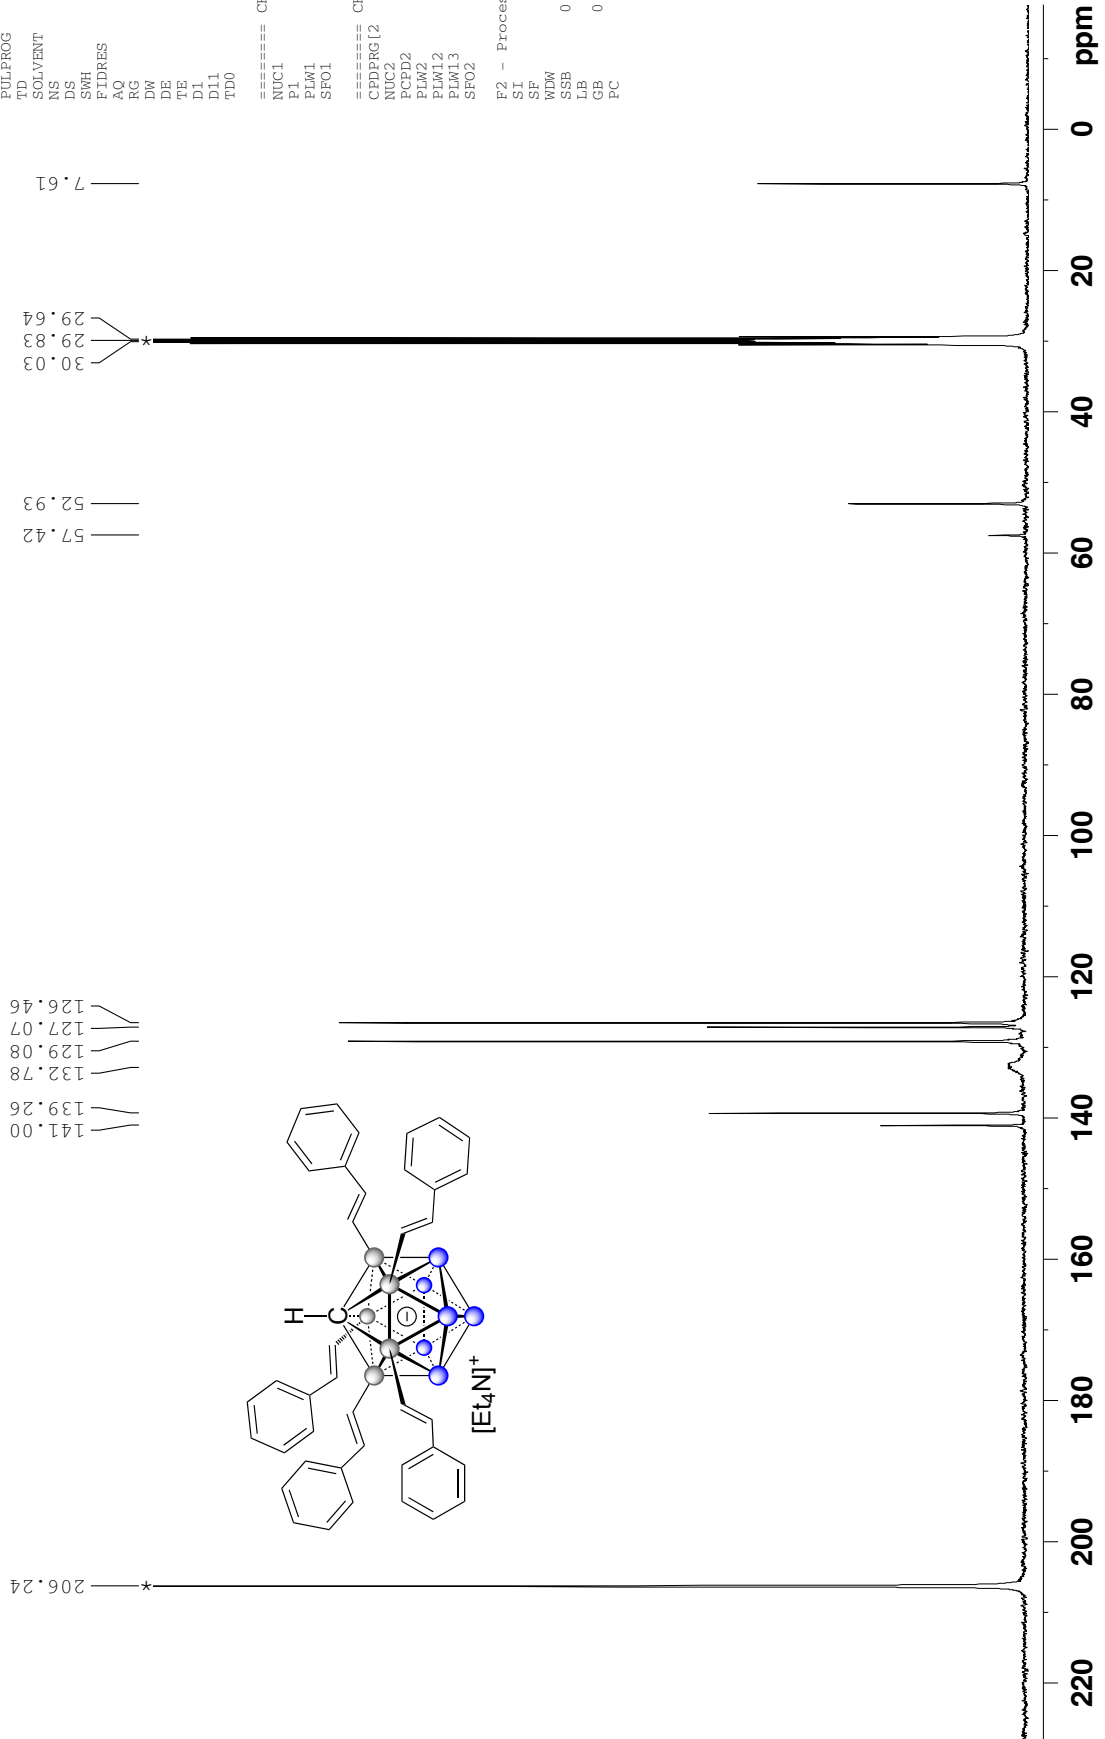 PULPROG
TD
SOLVENT
NS
DS
SWH
FIDRES
AQ
RG
DW
DE
TE
D1
D11
TD0
======== C
NUC1
P1
PLW1
SFO1
======== C
CPDPRG[2
NUC2
PCPD2
PLW2
PLW12
PLW13
SFO2
F2 - Proces
SI
SF
WDW
SSB 0
LB
GB 0
PC
206.24
141.00
139.26
132.78
129.08
127.07
126.46
57.42
52.93
30.03
29.83
29.64
7.61
*
*
H
C
[Et4N]+
220
200
180
160
140
120
100
80
60
40
20
0
ppm